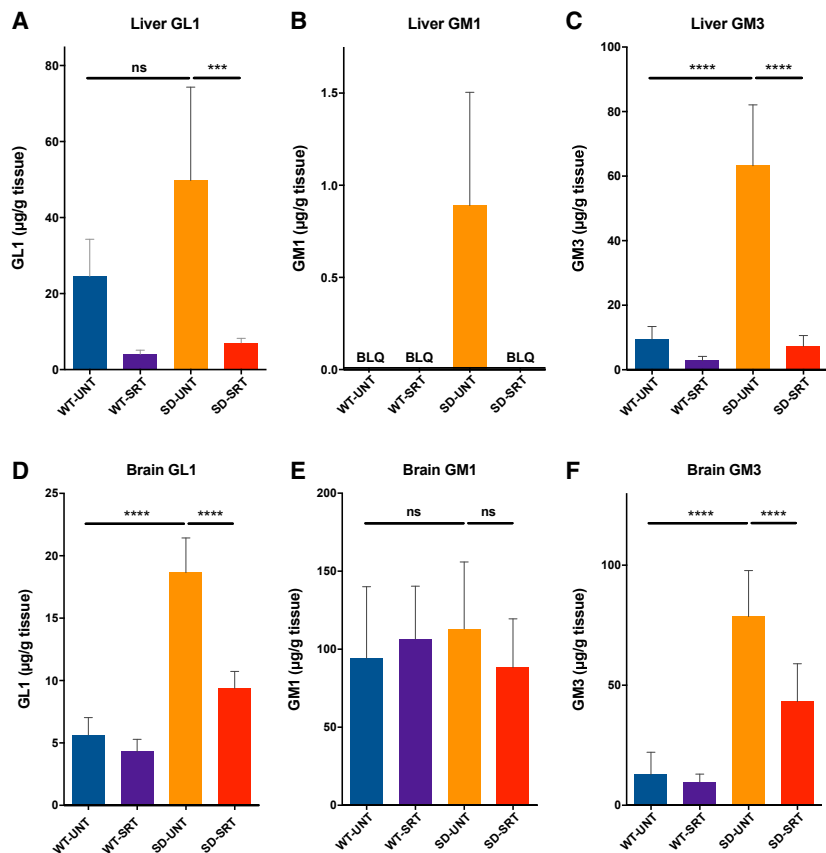 A
Liver GL1
GL1 (µg/g tissue)
80
60
40
20
0
ns
***
WT-UNT
WT-SRT
SD-UNT
SD-SRT
B
Liver GM1
GM1 (µg/g tissue)
1.5
1.0
0.5
0.0
BLQ
BLQ
BLQ
WT-UNT
WT-SRT
SD-UNT
SD-SRT
C
Liver GM3
GM3 (µg/g tissue)
100
80
60
40
20
0
****
****
WT-UNT
WT-SRT
SD-UNT
SD-SRT
D
Brain GL1
GL1 (µg/g tissue)
25
20
15
10
5
0
****
****
WT-UNT
WT-SRT
SD-UNT
SD-SRT
E
Brain GM1
GM1 (µg/g tissue)
200
150
100
50
0
ns
ns
WT-UNT
WT-SRT
SD-UNT
SD-SRT
F
Brain GM3
GM3 (µg/g tissue)
100
50
0
****
****
WT-UNT
WT-SRT
SD-UNT
SD-SRT